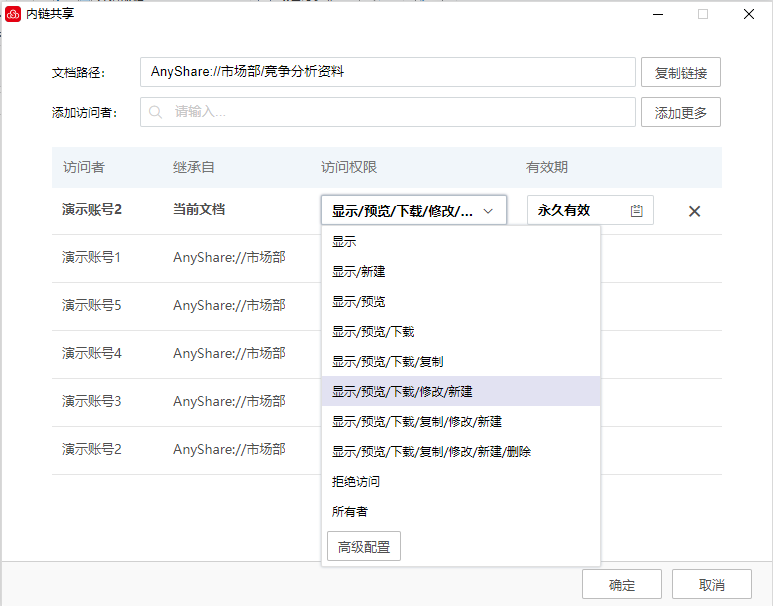 内链共享
文档路径： AnyShare://市场部/竞争分析资料 复制链接
添加访问者： 请输入... 添加更多
访问者 继承自 访问权限 有效期
演示账号2 当前文档 显示/预览/下载/修改/... 永久有效
显示
演示账号1 AnyShare://市场部
显示/新建
演示账号5 AnyShare://市场部 显示/预览
显示/预览/下载
演示账号4 AnyShare://市场部 显示/预览/下载/复制
显示/预览/下载/修改/新建
演示账号3 AnyShare://市场部
显示/预览/下载/复制/修改/新建
演示账号2 AnyShare://市场部 显示/预览/下载/复制/修改/新建/删除
拒绝访问
所有者
高级配置
确定 取消